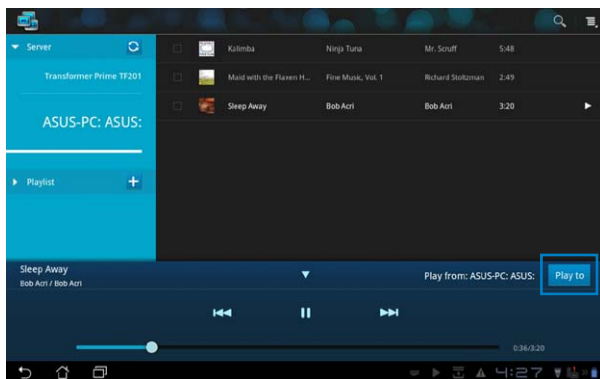 Server
Transformer Prime TF201
ASUS-PC: ASUS:
Playlist
Kalimba Ninja Tuna Mr. Scruff 5:48
Maid with the Flaxen H... Fine Music, Vol. 1 Richard Stoltzman 2:49
Sleep Away Bob Acri Bob Acri 3:20
Sleep Away
Bob Acri / Bob Acri
Play from: ASUS-PC: ASUS: Play to
0:36/3:20
4:27